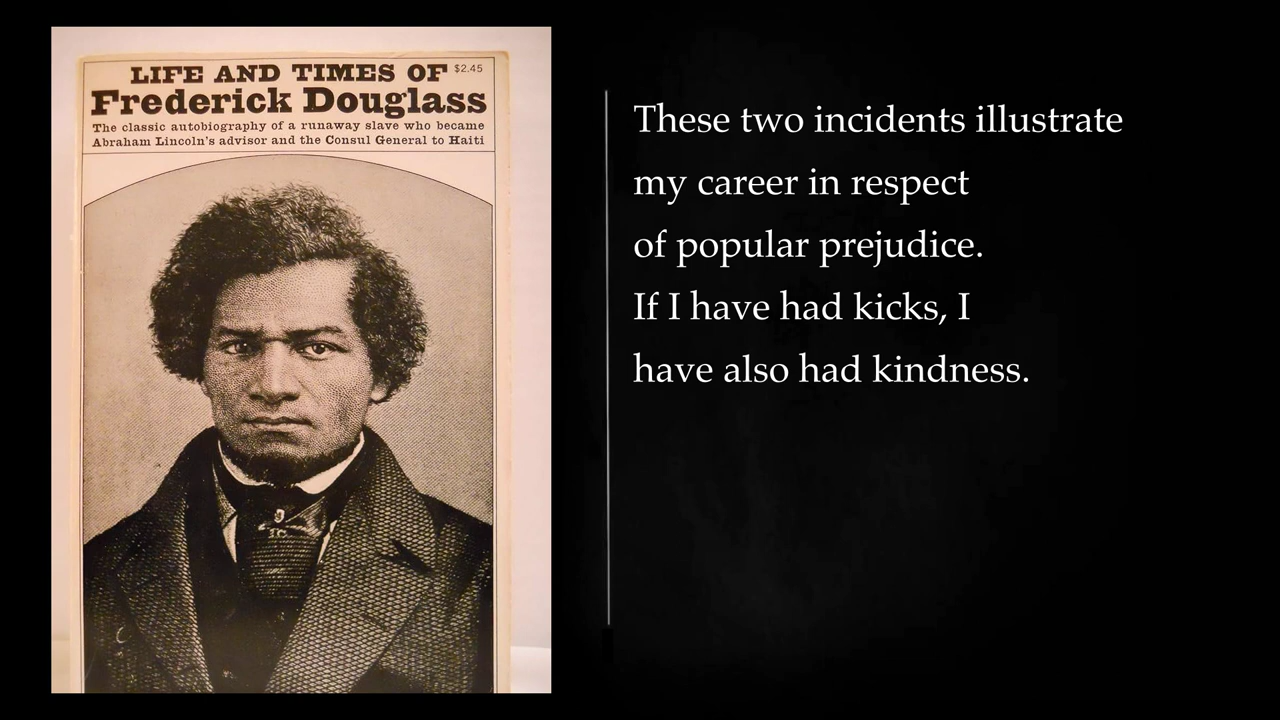 LIFE AND TIMES OF $2.45
Frederick Douglass
The classic autobiography of a runaway slave who became
Abraham Lincoln's advisor and the Consul General to Haiti
These two incidents illustrate
my career in respect
of popular prejudice.
If I have had kicks, I
have also had kindness.